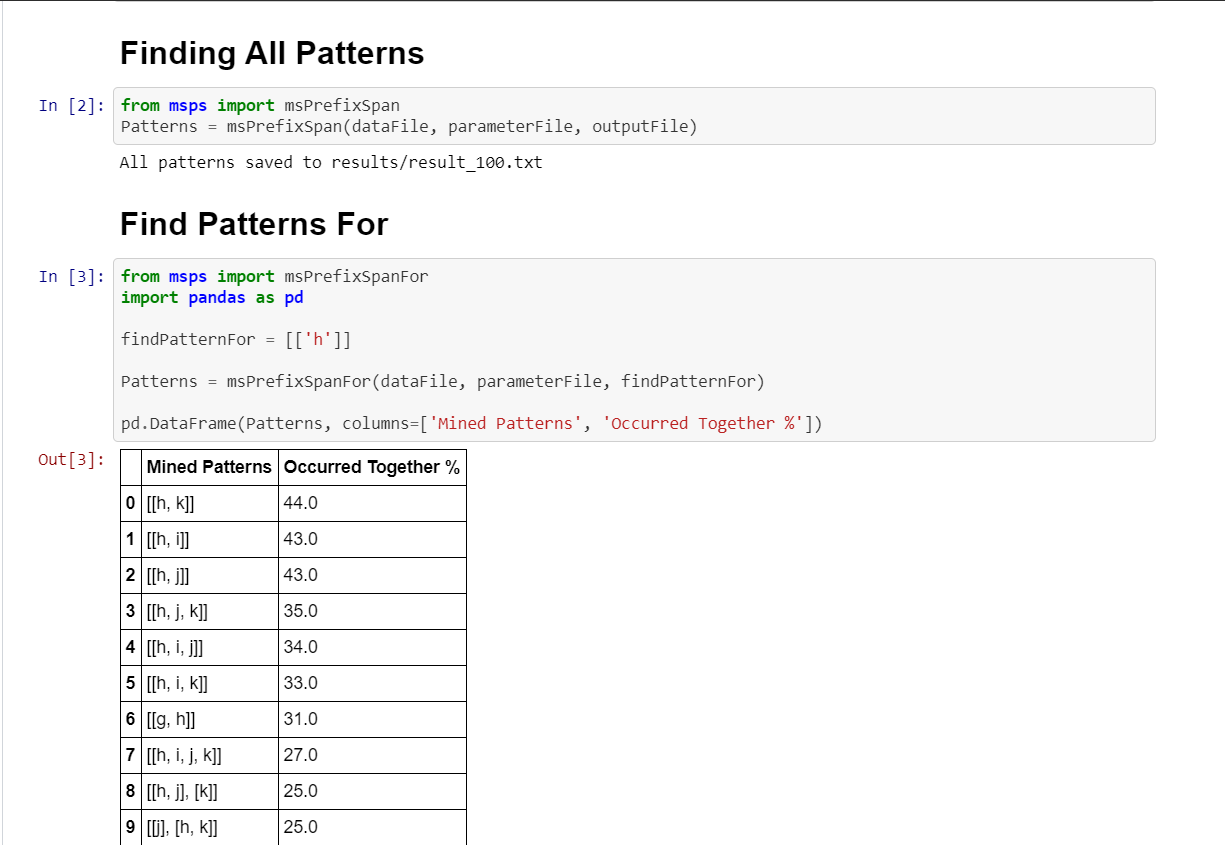 Finding All Patterns
In [2]: from msps import msPrefixSpan
Patterns = msPrefixSpan(dataFile, parameterFile, outputFile)
All patterns saved to results/result_100.txt
Find Patterns For
In [3]: from msps import msPrefixSpanFor
import pandas as pd
findPatternFor = [['h']]
Patterns = msPrefixSpanFor(dataFile, parameterFile, findPatternFor)
pd.DataFrame(Patterns, columns=['Mined Patterns', 'Occurred Together %'])
Out[3]: Mined Patterns Occurred Together %
0 [[h, k]] 44.0
1 [[h, i]] 43.0
2 [[h, j]] 43.0
3 [[h, j, k]] 35.0
4 [[h, i, j]] 34.0
5 [[h, i, k]] 33.0
6 [[g, h]] 31.0
7 [[h, i, j, k]] 27.0
8 [[h, j], [k]] 25.0
9 [[j], [h, k]] 25.0